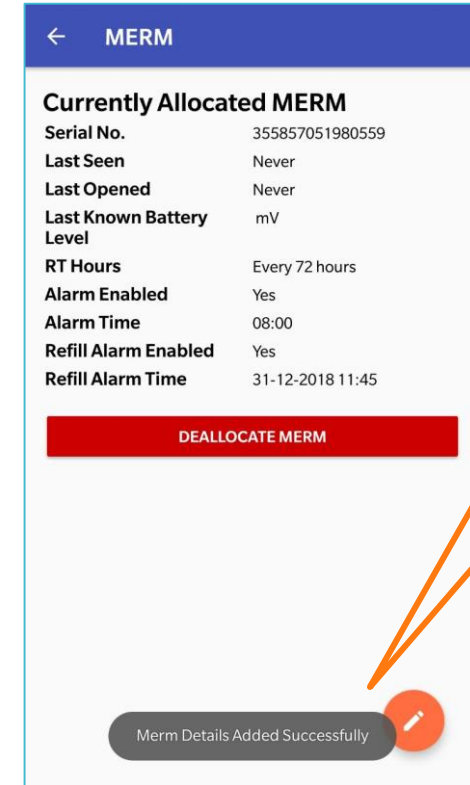 MERM
Currently Allocated MERM
Serial No. 355857051980559
Last Seen Never
Last Opened Never
Last Known Battery mV
Level
RT Hours Every 72 hours
Alarm Enabled Yes
Alarm Time 08:00
Refill Alarm Enabled Yes
Refill Alarm Time 31-12-2018 11:45
DEALLOCATE MERM
Merm Details Added Successfully